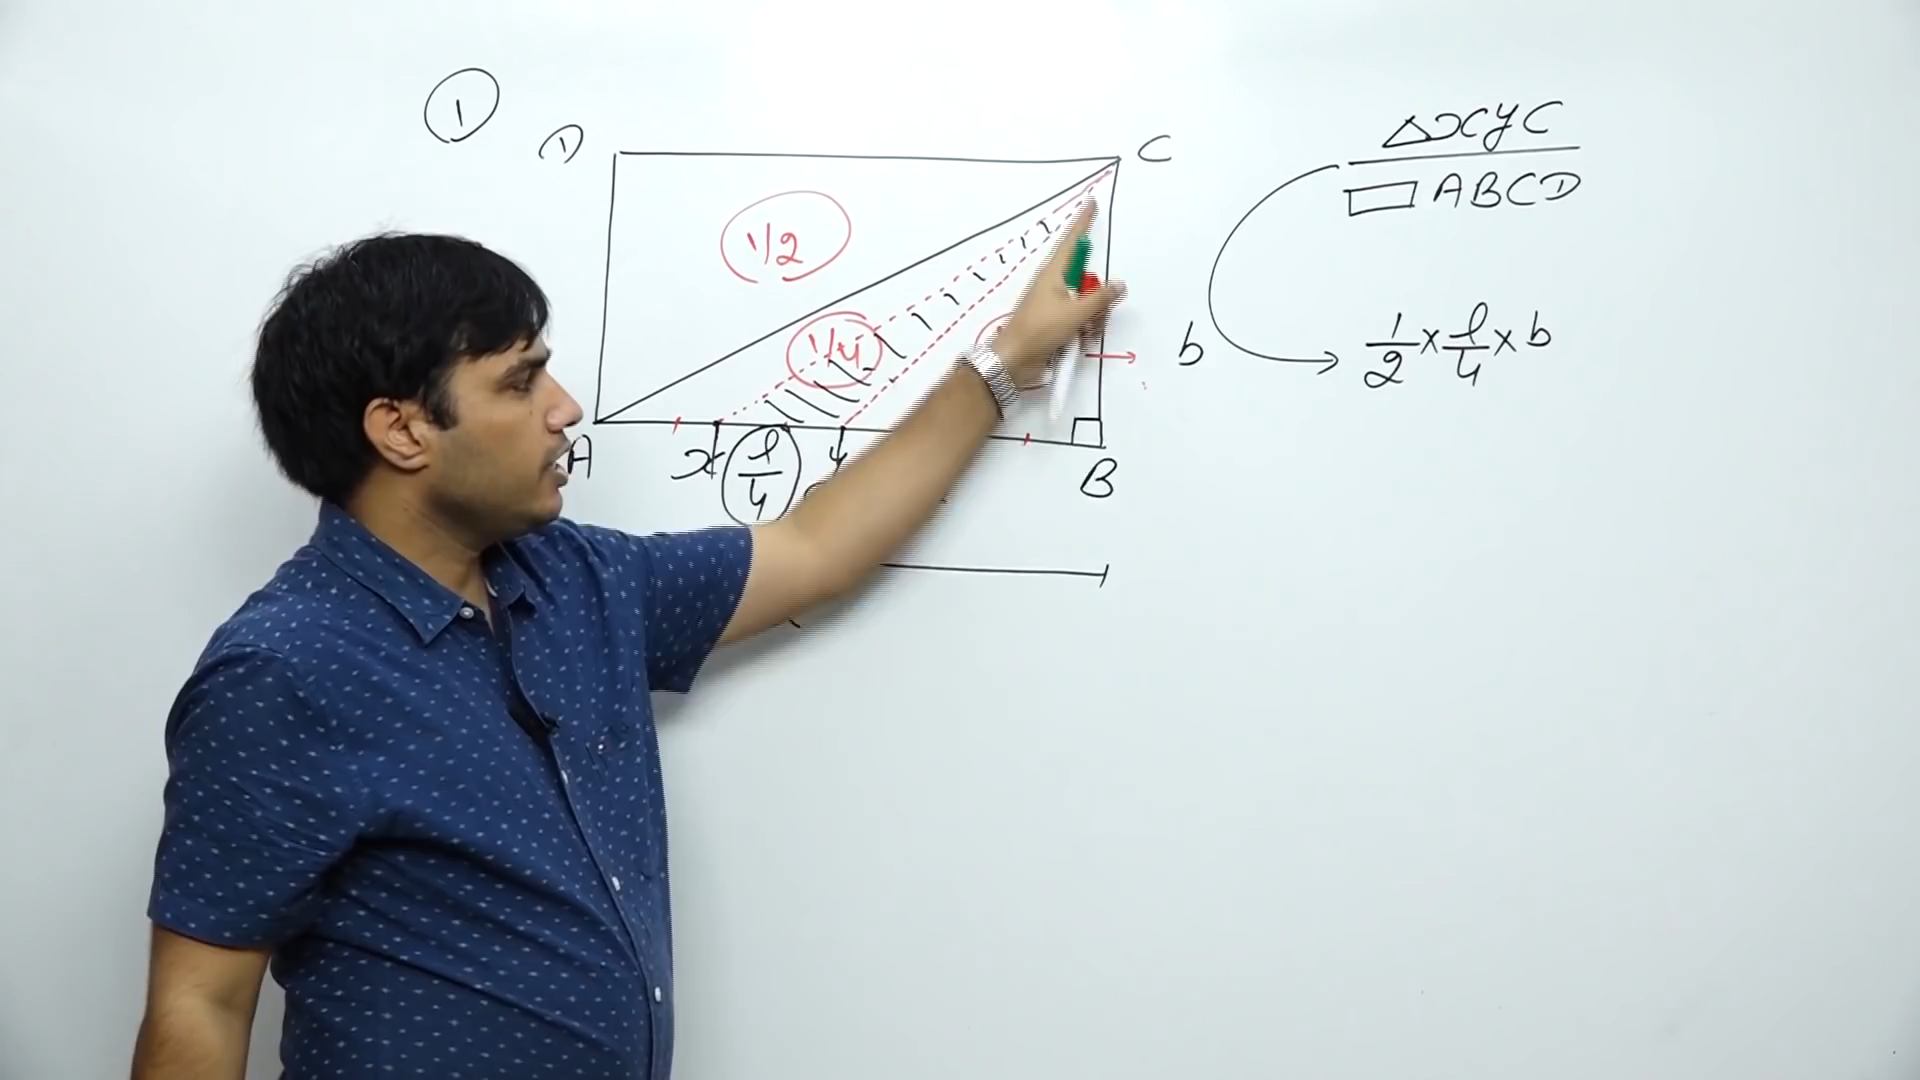 1
D
C
1/2
1/4
A
x
l/4
y
B
b
△xyC
▭ABCD
1/2 × l/4 × b